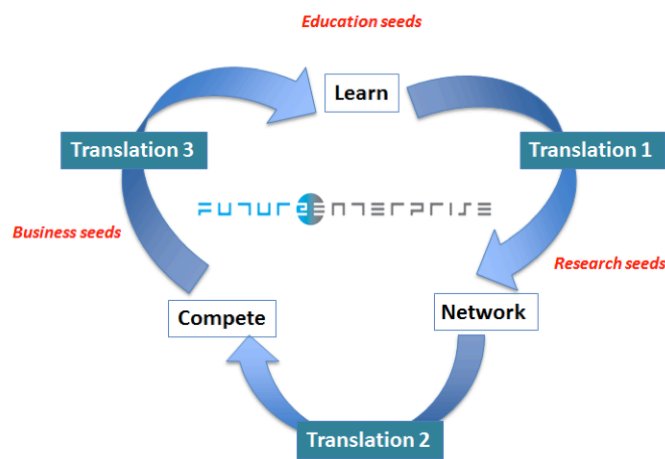 Education seeds
Learn
Translation 3
Translation 1
FUTURE ENTERPRISE
Business seeds
Research seeds
Compete
Network
Translation 2